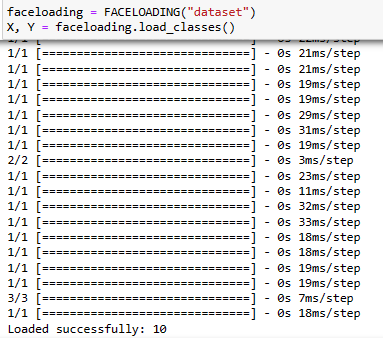 faceloading = FACELOADING("dataset")
X, Y = faceloading.load_classes()
1/1 [==============================] - 0s 22ms/step
1/1 [==============================] - 0s 21ms/step
1/1 [==============================] - 0s 21ms/step
1/1 [==============================] - 0s 19ms/step
1/1 [==============================] - 0s 19ms/step
1/1 [==============================] - 0s 29ms/step
1/1 [==============================] - 0s 31ms/step
1/1 [==============================] - 0s 19ms/step
2/2 [==============================] - 0s 3ms/step
1/1 [==============================] - 0s 23ms/step
1/1 [==============================] - 0s 11ms/step
1/1 [==============================] - 0s 32ms/step
1/1 [==============================] - 0s 33ms/step
1/1 [==============================] - 0s 18ms/step
1/1 [==============================] - 0s 18ms/step
1/1 [==============================] - 0s 19ms/step
1/1 [==============================] - 0s 19ms/step
3/3 [==============================] - 0s 7ms/step
1/1 [==============================] - 0s 18ms/step
Loaded successfully: 10